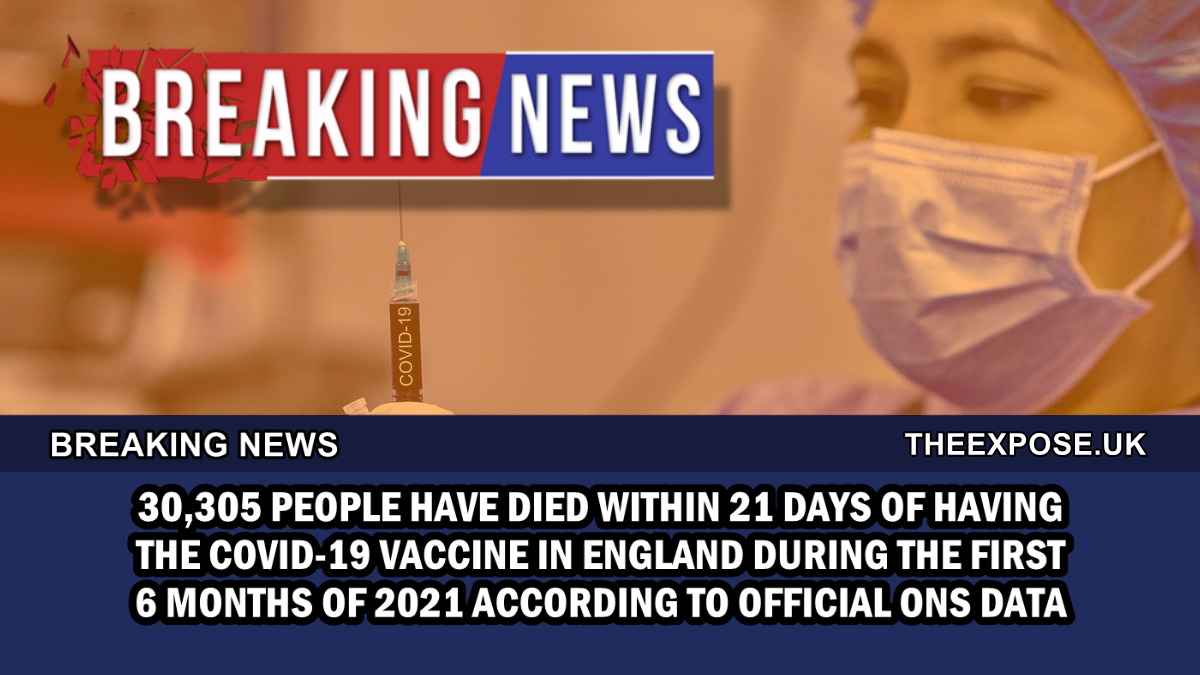 BREAKING NEWS
COVID-19
BREAKING NEWS
THEEXPOSE.UK
30,305 PEOPLE HAVE DIED WITHIN 21 DAYS OF HAVING
THE COVID-19 VACCINE IN ENGLAND DURING THE FIRST
6 MONTHS OF 2021 ACCORDING TO OFFICIAL ONS DATA